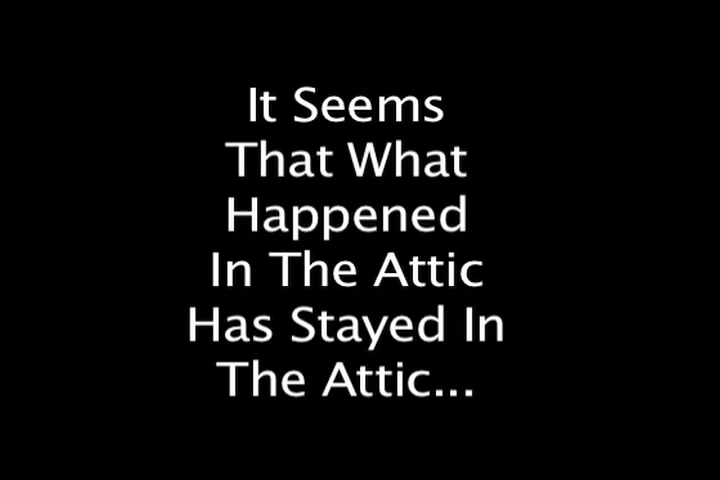 It Seems
That What
Happened
In The Attic
Has Stayed In
The Attic...